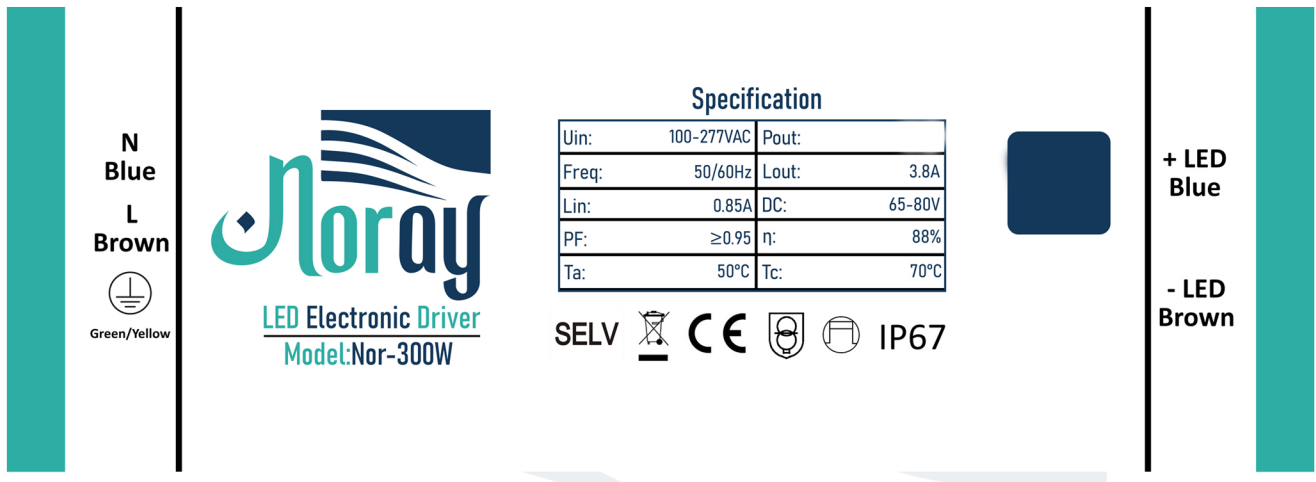 N
Blue
L
Brown
Green/Yellow
Noray
LED Electronic Driver
Model:Nor-300W
Specification
Uin: 100-277VAC Pout:
Freq: 50/60Hz Lout: 3.8A
Lin: 0.85A DC: 65-80V
PF: ≥0.95 η: 88%
Ta: 50°C Tc: 70°C
SELV CE IP67
+ LED
Blue
- LED
Brown